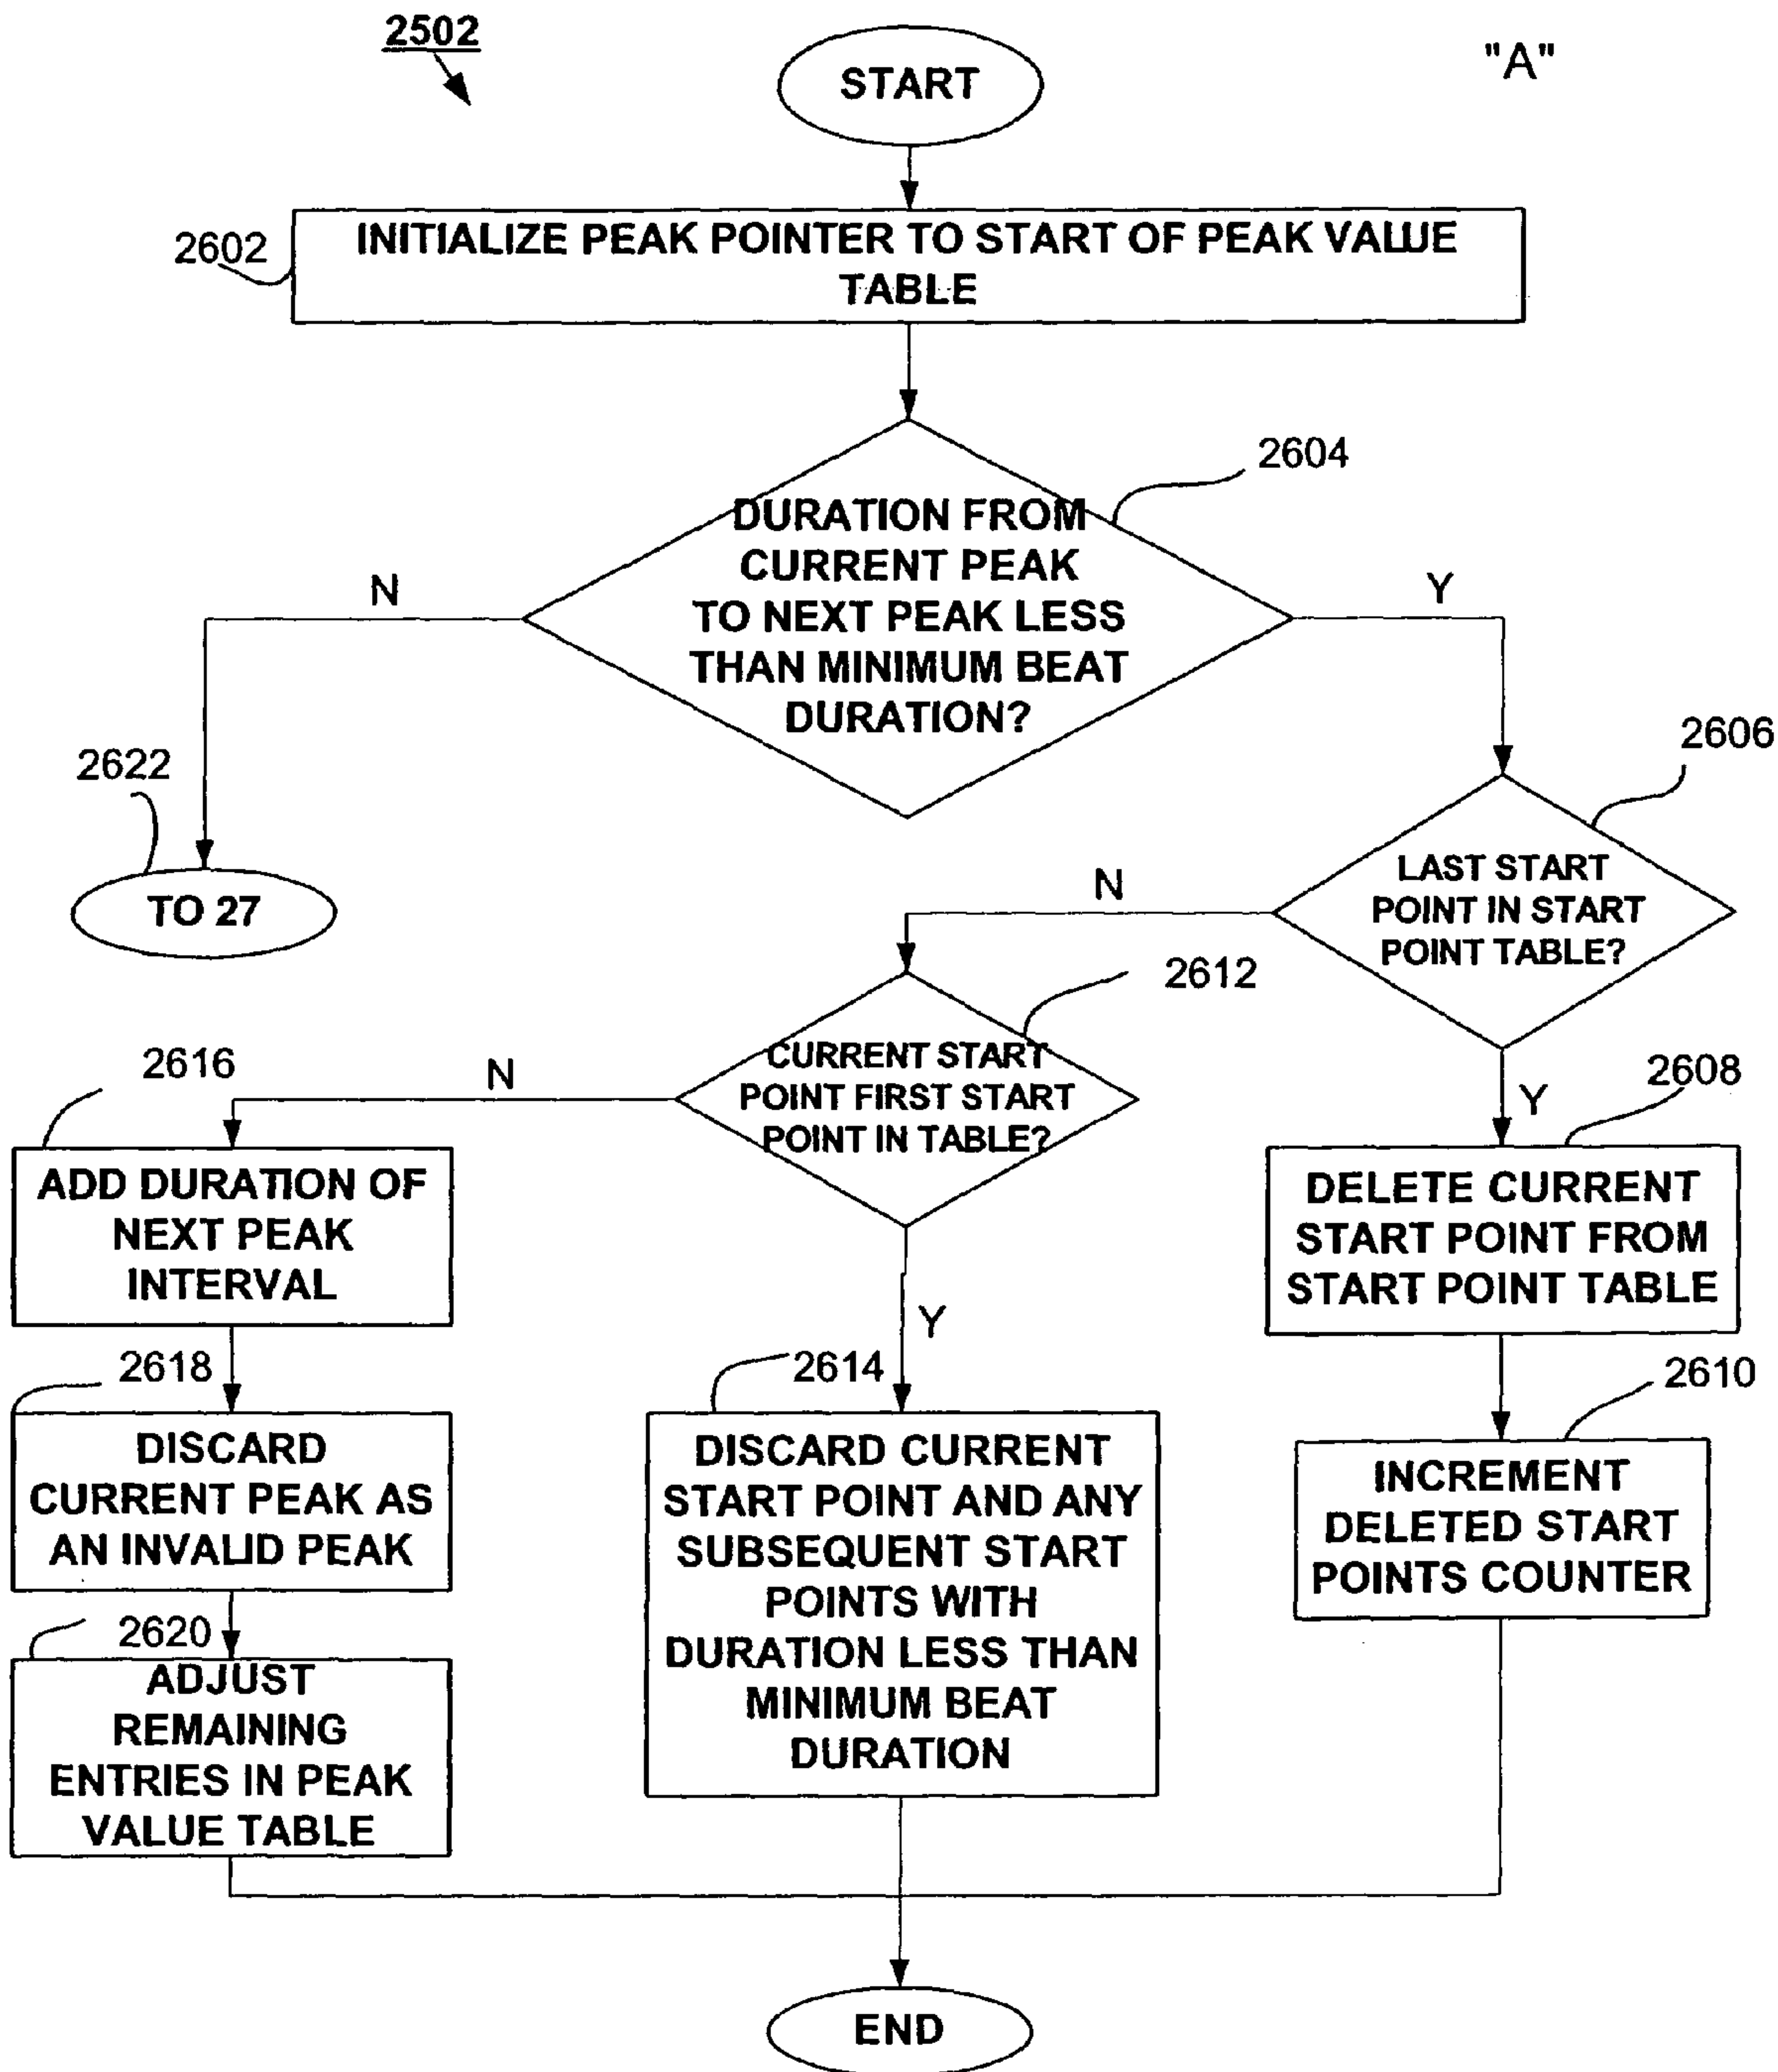 2502
START
"A"
2602
INITIALIZE PEAK POINTER TO START OF PEAK VALUE
TABLE
2604
DURATION FROM
CURRENT PEAK
TO NEXT PEAK LESS
THAN MINIMUM BEAT
DURATION?
N
Y
2622
TO 27
2606
LAST START
POINT IN START
POINT TABLE?
N
Y
2612
CURRENT START
POINT FIRST START
POINT IN TABLE?
N
Y
2616
ADD DURATION OF
NEXT PEAK
INTERVAL
2608
DELETE CURRENT
START POINT FROM
START POINT TABLE
2618
DISCARD
CURRENT PEAK AS
AN INVALID PEAK
2614
DISCARD CURRENT
START POINT AND ANY
SUBSEQUENT START
POINTS WITH
DURATION LESS THAN
MINIMUM BEAT
DURATION
2610
INCREMENT
DELETED START
POINTS COUNTER
2620
ADJUST
REMAINING
ENTRIES IN PEAK
VALUE TABLE
END